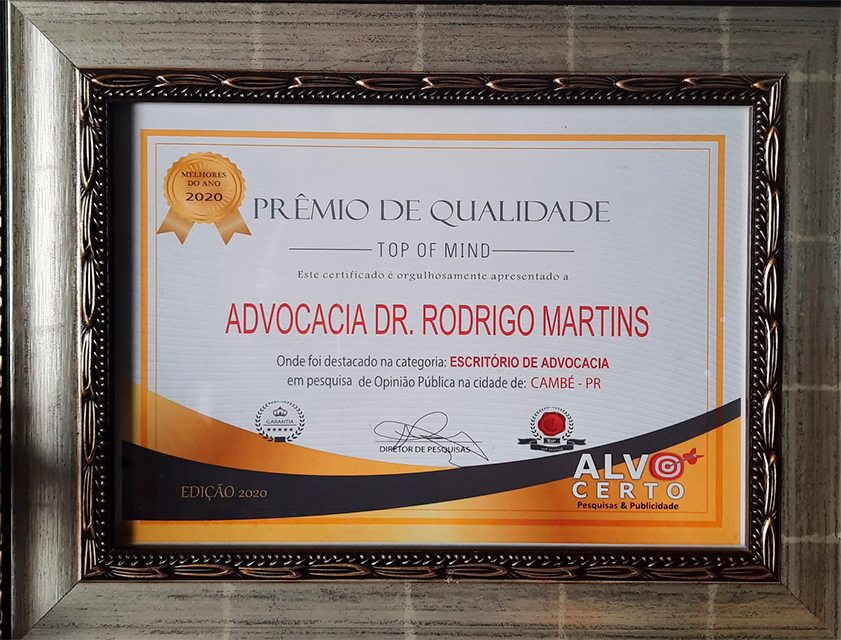 MELHORES
DO ANO
2020
PRÊMIO DE QUALIDADE
TOP OF MIND
Este certificado é orgulhosamente apresentado a
ADVOCACIA DR. RODRIGO MARTINS
Onde foi destacado na categoria: ESCRITÓRIO DE ADVOCACIA
em pesquisa de Opinião Pública na cidade de: CAMBÉ - PR
GARANTIA
DIRETOR DE PESQUISAS
EDIÇÃO 2020
ALVO
CERTO
Pesquisas & Publicidade